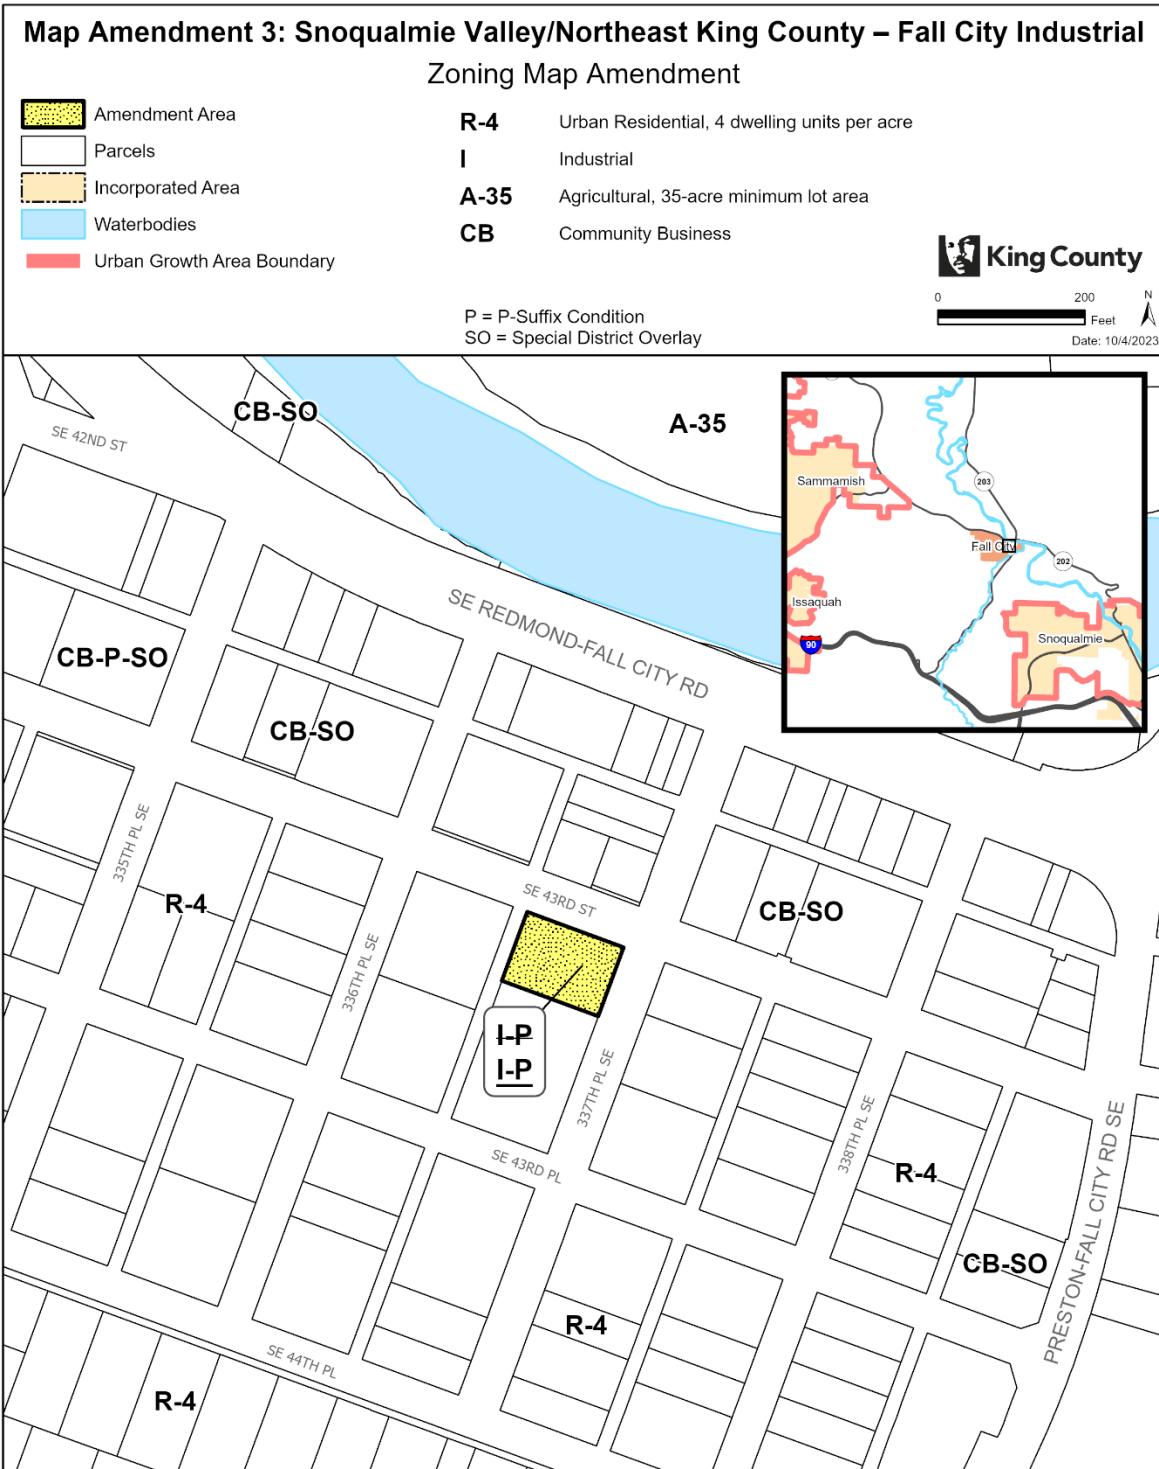 Map Amendment 3: Snoqualmie Valley/Northeast King County – Fall City Industrial
Zoning Map Amendment
Amendment Area
Parcels
Incorporated Area
Waterbodies
Urban Growth Area Boundary
R-4 Urban Residential, 4 dwelling units per acre
I Industrial
A-35 Agricultural, 35-acre minimum lot area
CB Community Business
P = P-Suffix Condition
SO = Special District Overlay
King County
0 200
Feet
N
Date: 10/4/2023
SE 42ND ST
CB-SO
A-35
Sammamish
203
Fall City
202
Issaquah
90
Snoqualmie
SE REDMOND-FALL CITY RD
CB-P-SO
CB-SO
335TH PL SE
R-4
SE 43RD ST
CB-SO
336TH PL SE
I-P
I-P
337TH PL SE
338TH PL SE
SE 43RD PL
R-4
CB-SO
PRESTON-FALL CITY RD SE
R-4
SE 44TH PL
R-4